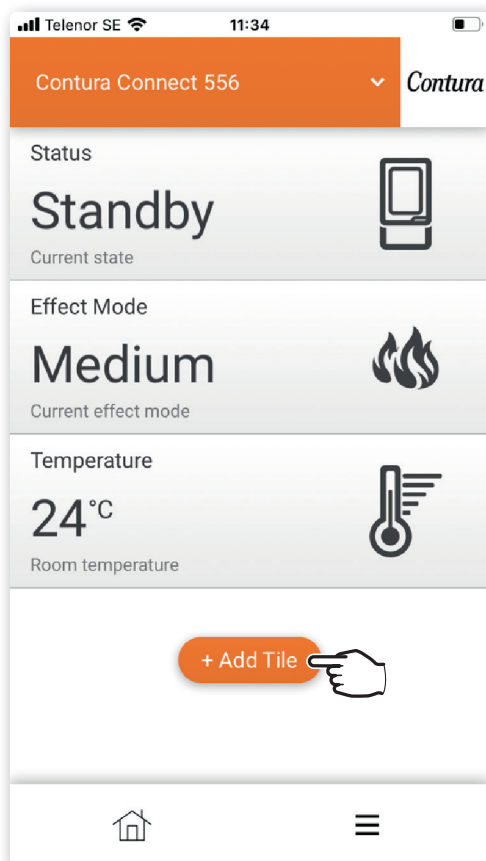 Telenor SE 11:34
Contura Connect 556 Contura
Status
Standby
Current state
Effect Mode
Medium
Current effect mode
Temperature
24°C
Room temperature
+ Add Tile